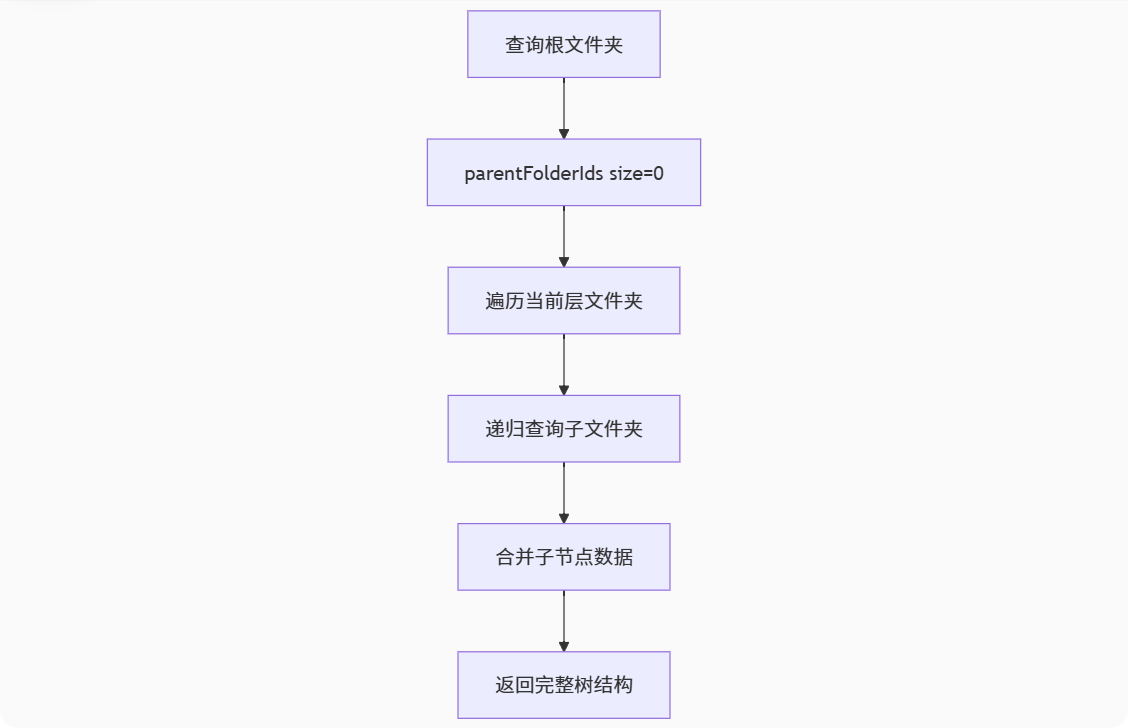 查询根文件夹
parentFolderIds size=0
遍历当前层文件夹
递归查询子文件夹
合并子节点数据
返回完整树结构